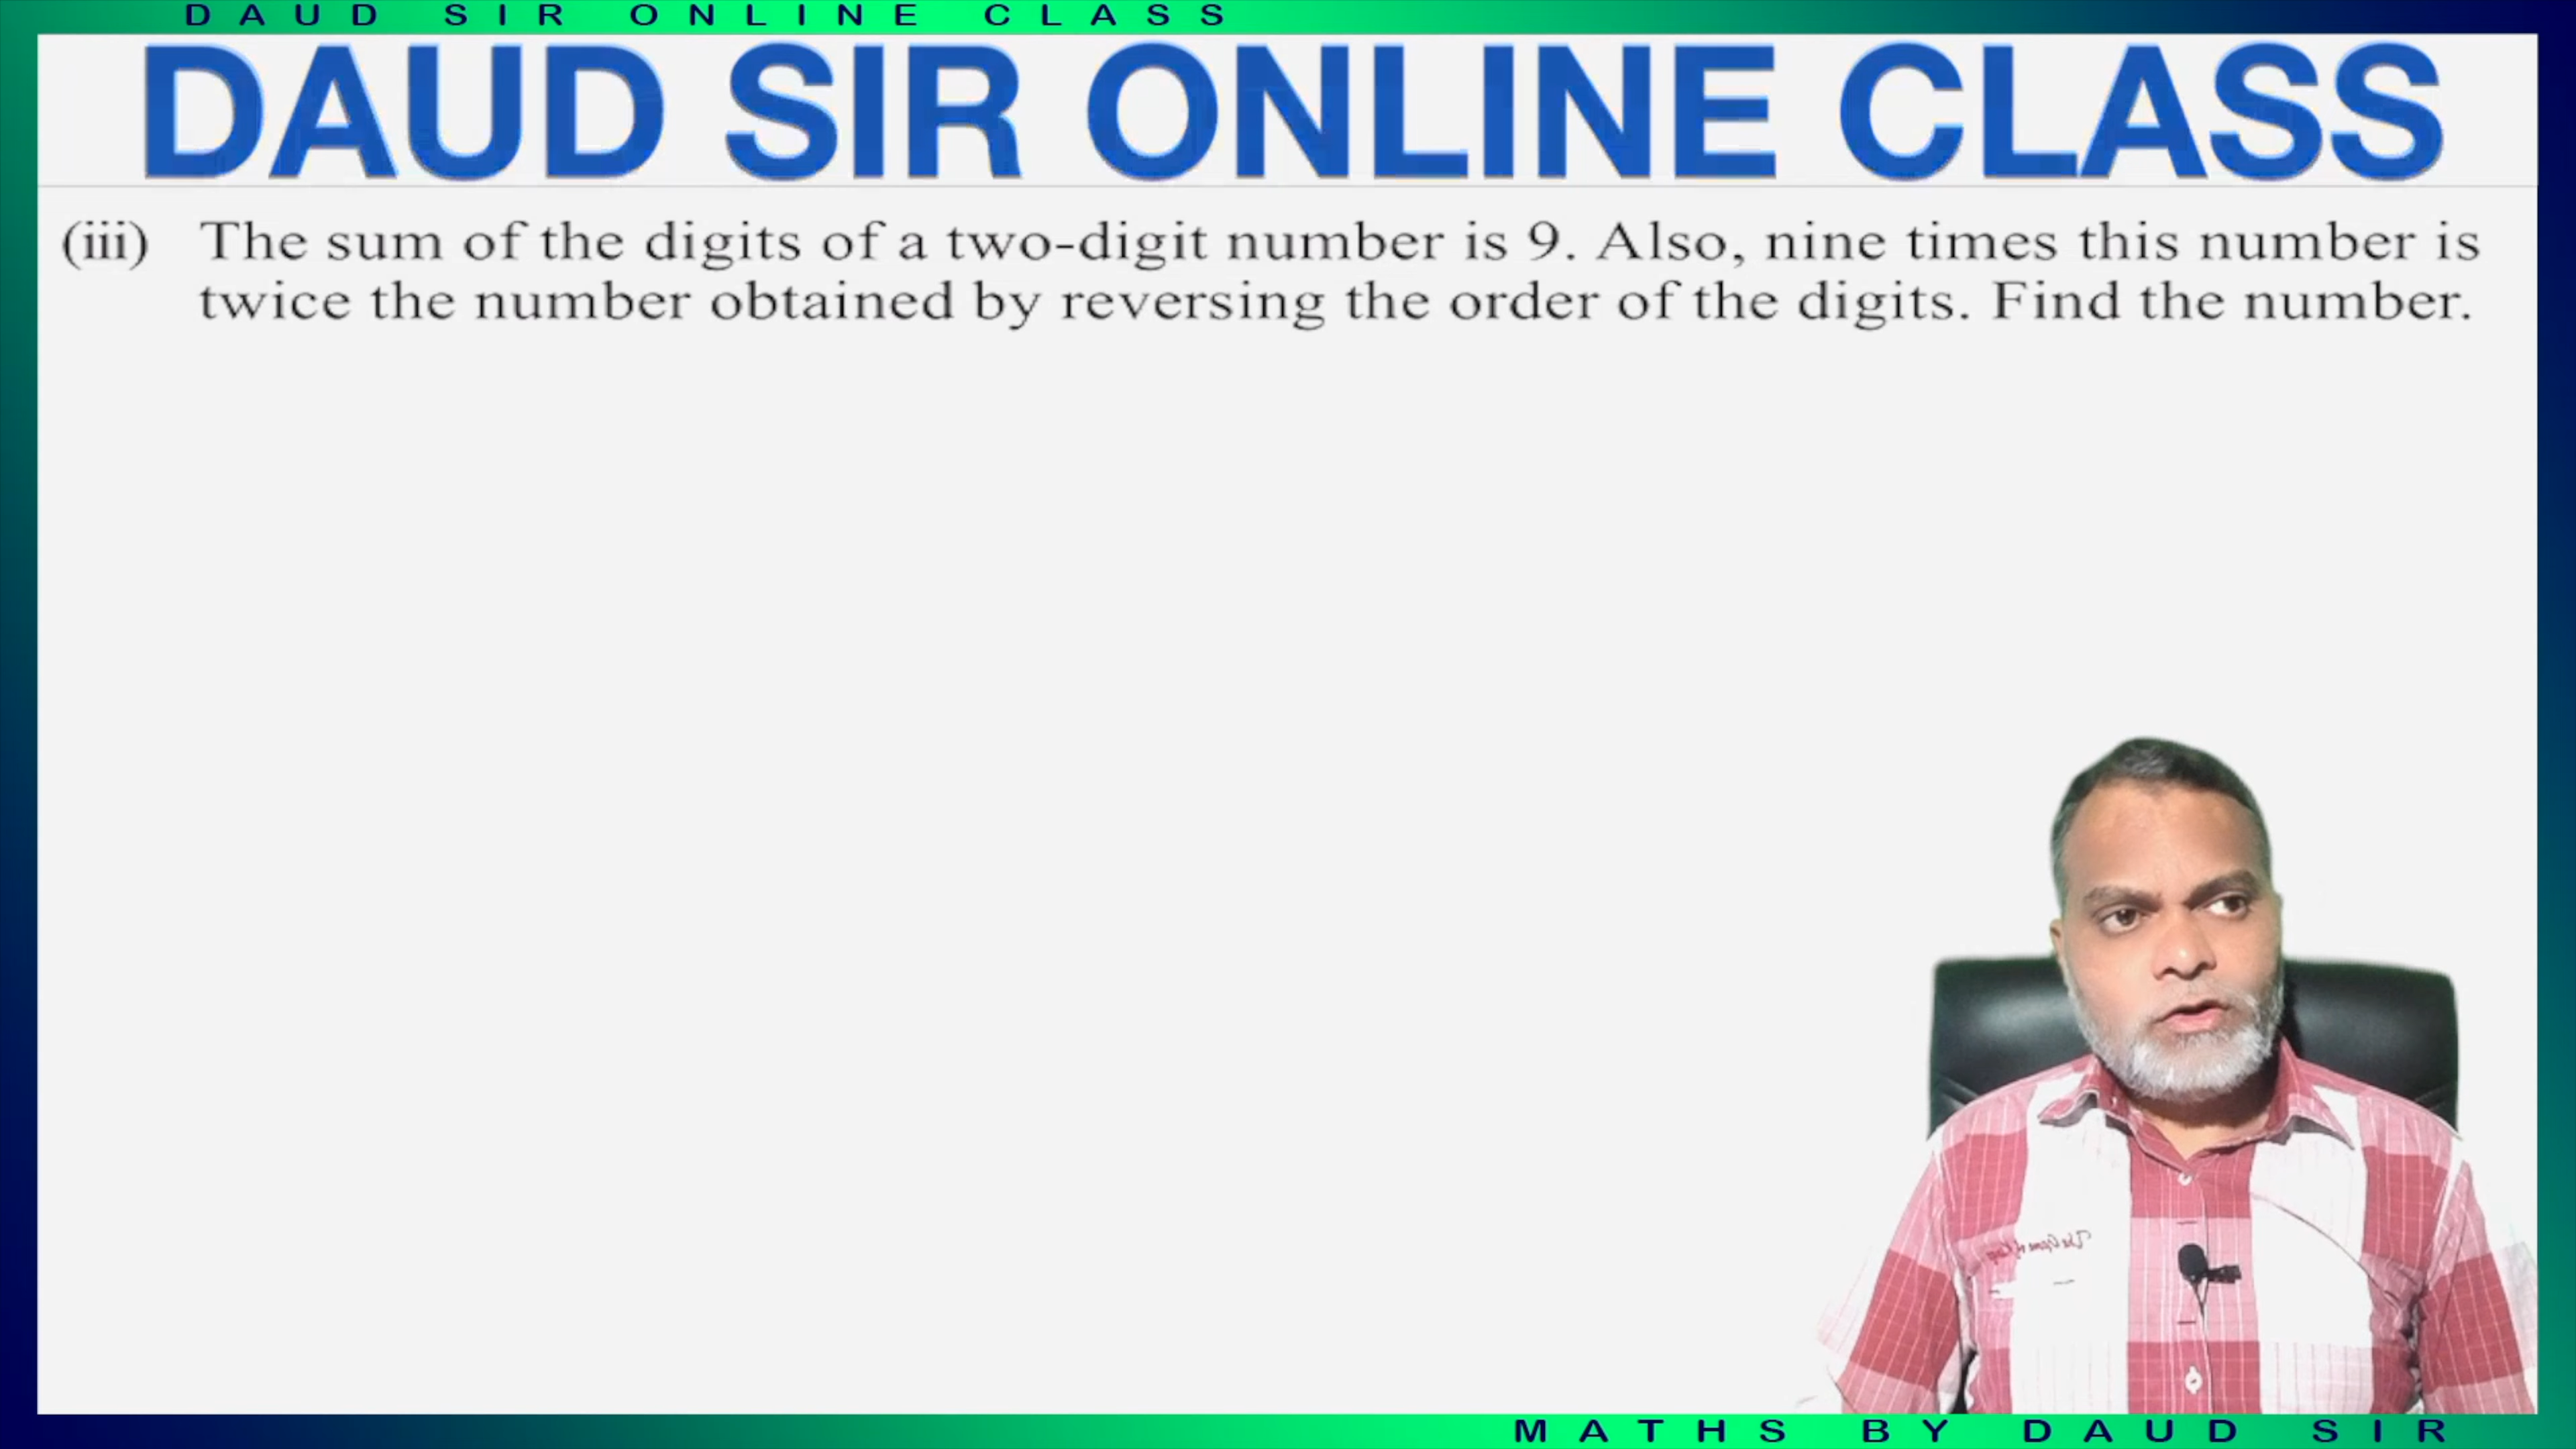 DAUD SIR ONLINE CLASS
DAUD SIR ONLINE CLASS
(iii) The sum of the digits of a two-digit number is 9. Also, nine times this number is
twice the number obtained by reversing the order of the digits. Find the number.
MATHS BY DAUD SIR